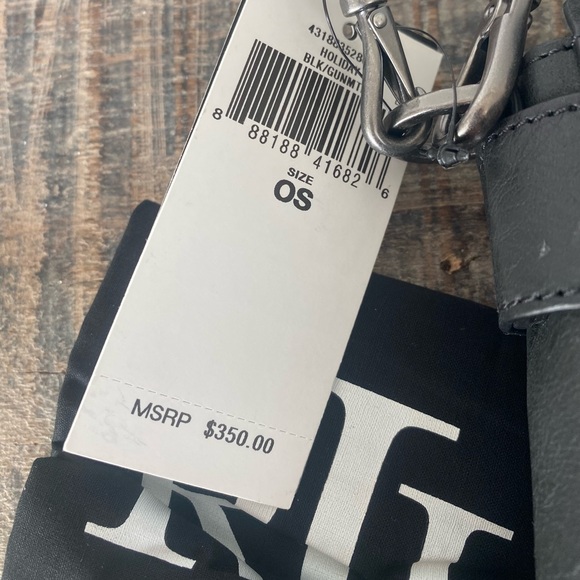 HOLIDAY
BLK/GUNMT
8 88188 41682 6
SIZE
OS
MSRP $350.00